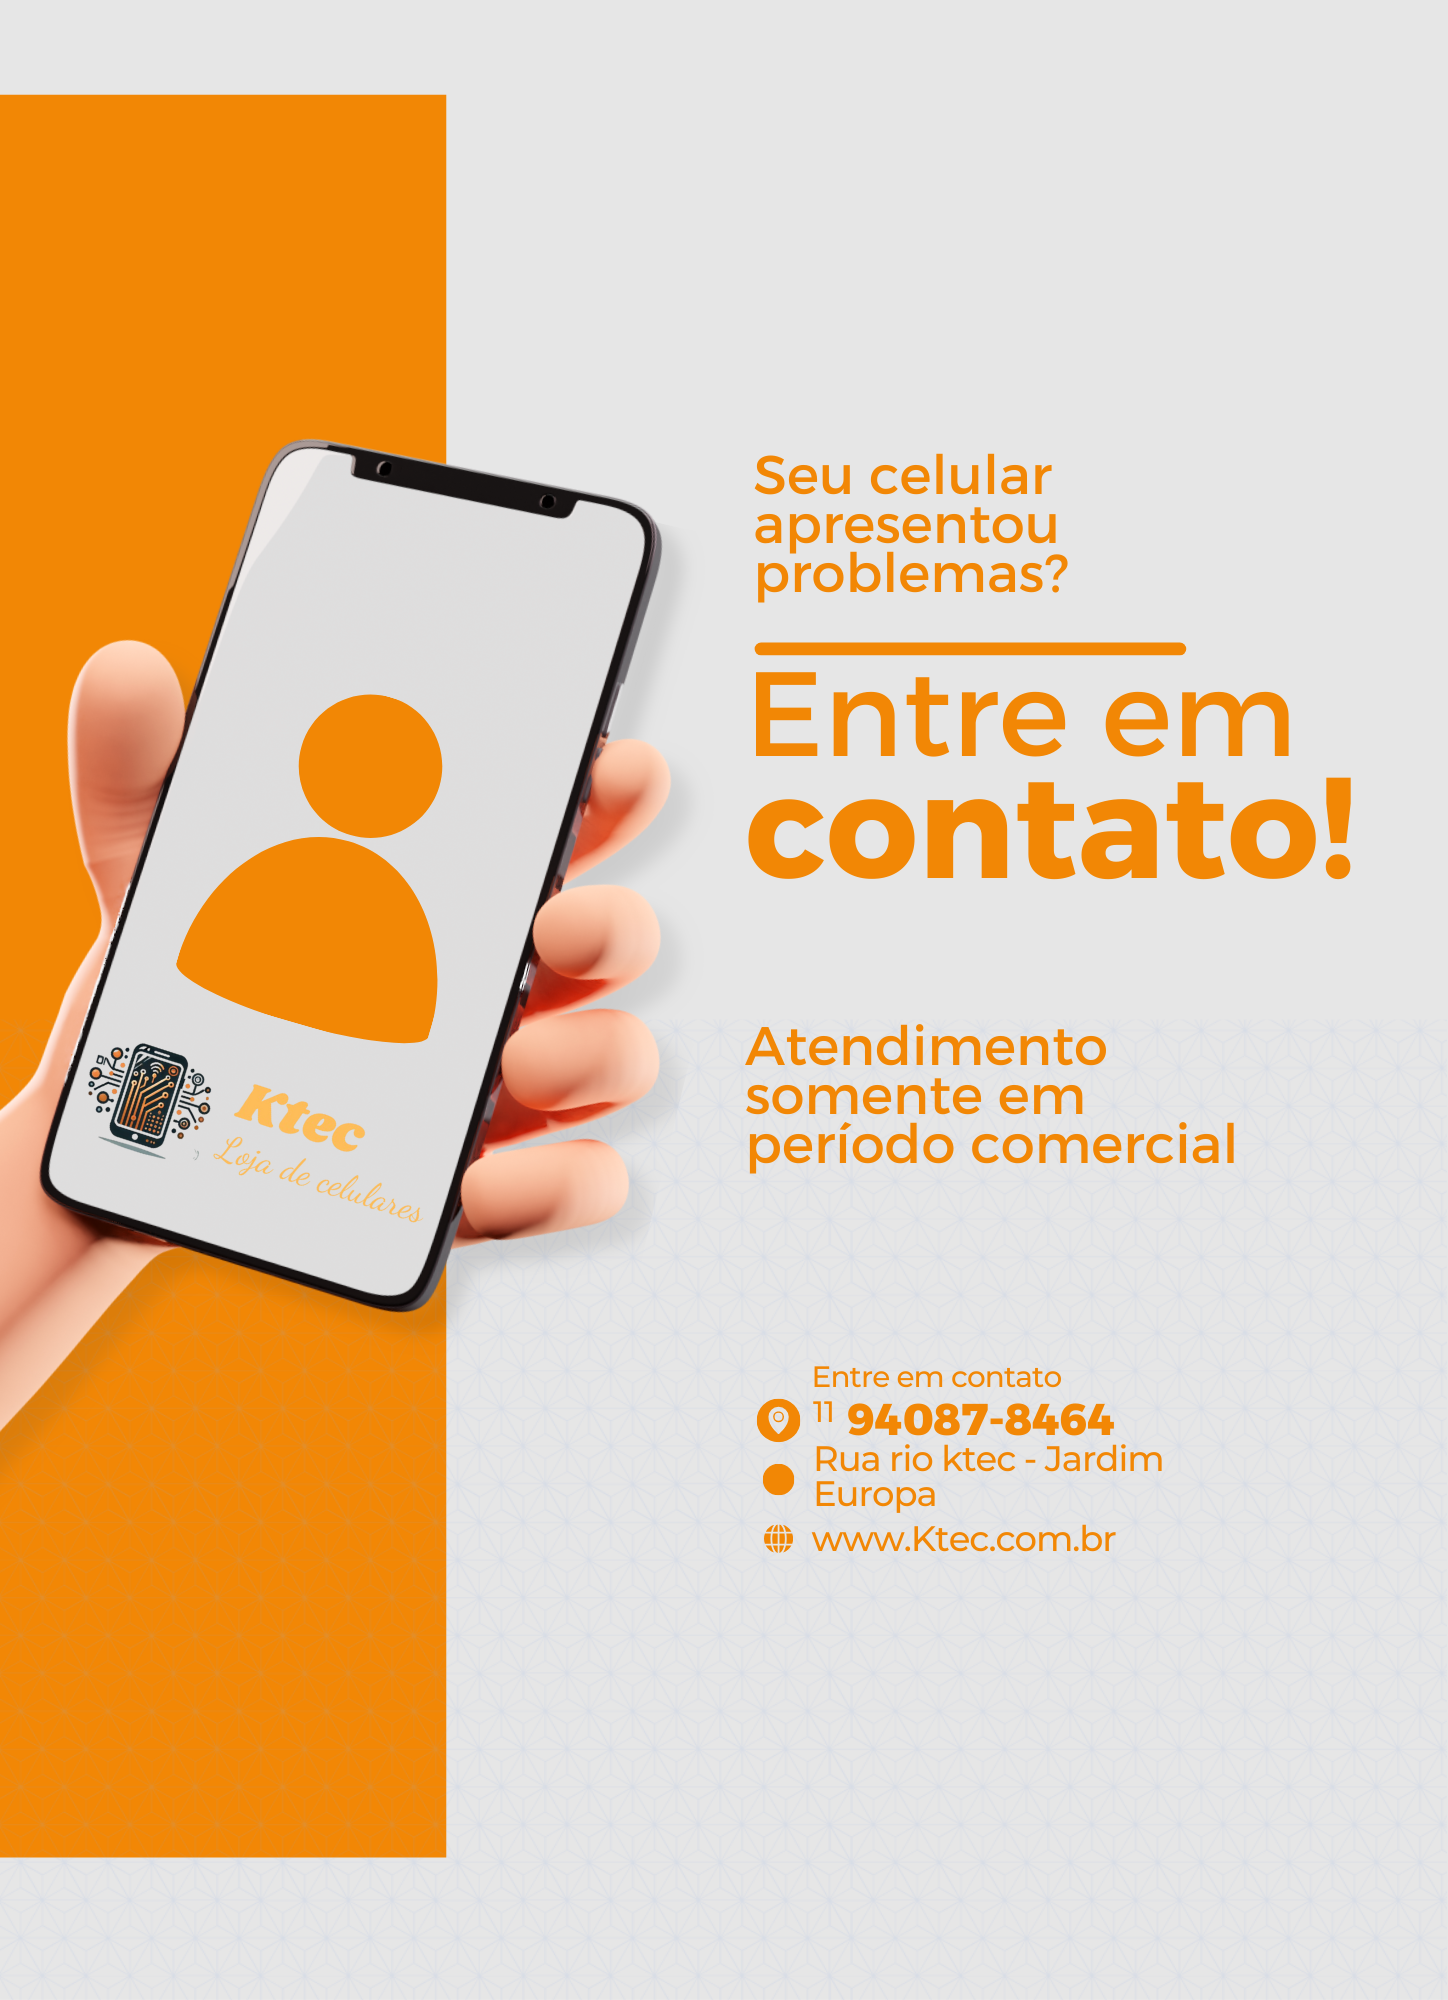 Seu celular
apresentou
problemas?
Entre em
contato!
Atendimento
somente em
período comercial
Ktec
Loja de celulares
Entre em contato
11 94087-8464
Rua rio ktec - Jardim
Europa
www.Ktec.com.br